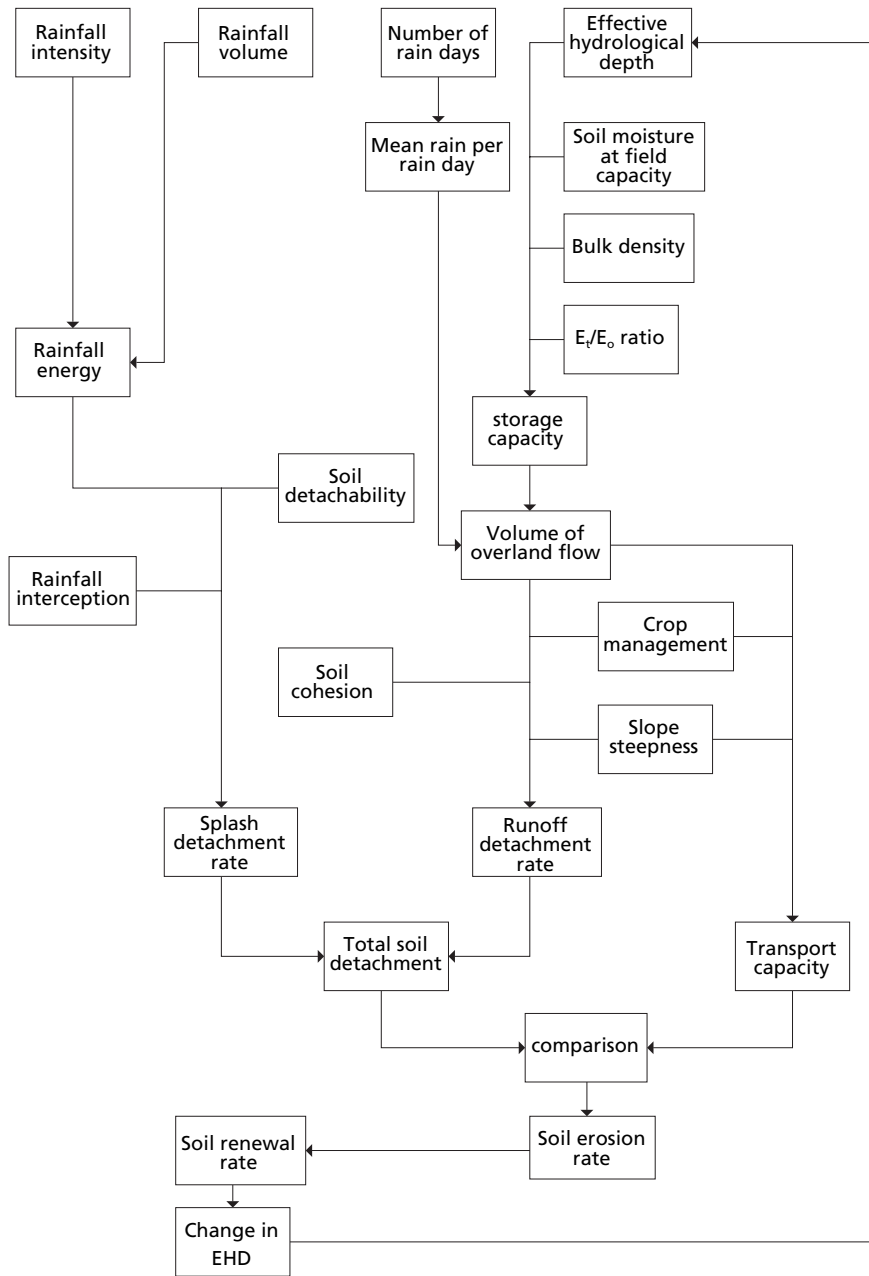 Rainfall
intensity
Rainfall
volume
Number of
rain days
Effective
hydrological
depth
Mean rain per
rain day
Soil moisture
at field
capacity
Bulk density
Rainfall
energy
Eₜ/Eₒ ratio
storage
capacity
Soil
detachability
Volume of
overland flow
Rainfall
interception
Crop
management
Soil
cohesion
Slope
steepness
Splash
detachment
rate
Runoff
detachment
rate
Total soil
detachment
Transport
capacity
comparison
Soil renewal
rate
Soil erosion
rate
Change in
EHD